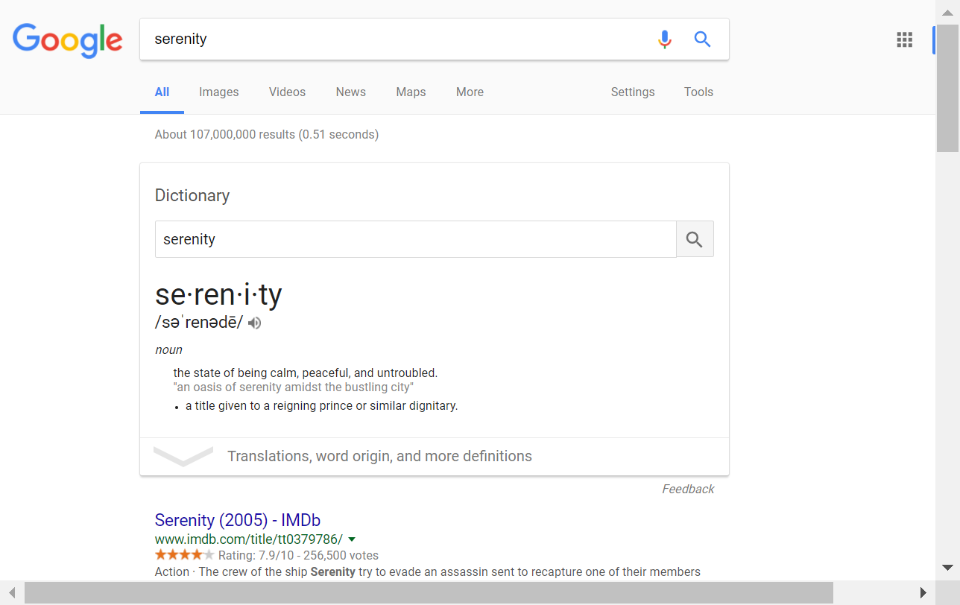 Google
serenity
All Images Videos News Maps More Settings Tools
About 107,000,000 results (0.51 seconds)
Dictionary
serenity
se·ren·i·ty
/səˈrenədē/
noun
the state of being calm, peaceful, and untroubled.
"an oasis of serenity amidst the bustling city"
• a title given to a reigning prince or similar dignitary.
Translations, word origin, and more definitions
Feedback
Serenity (2005) - IMDb
www.imdb.com/title/tt0379786/
Rating: 7.9/10 - 256,500 votes
Action · The crew of the ship Serenity try to evade an assassin sent to recapture one of their members